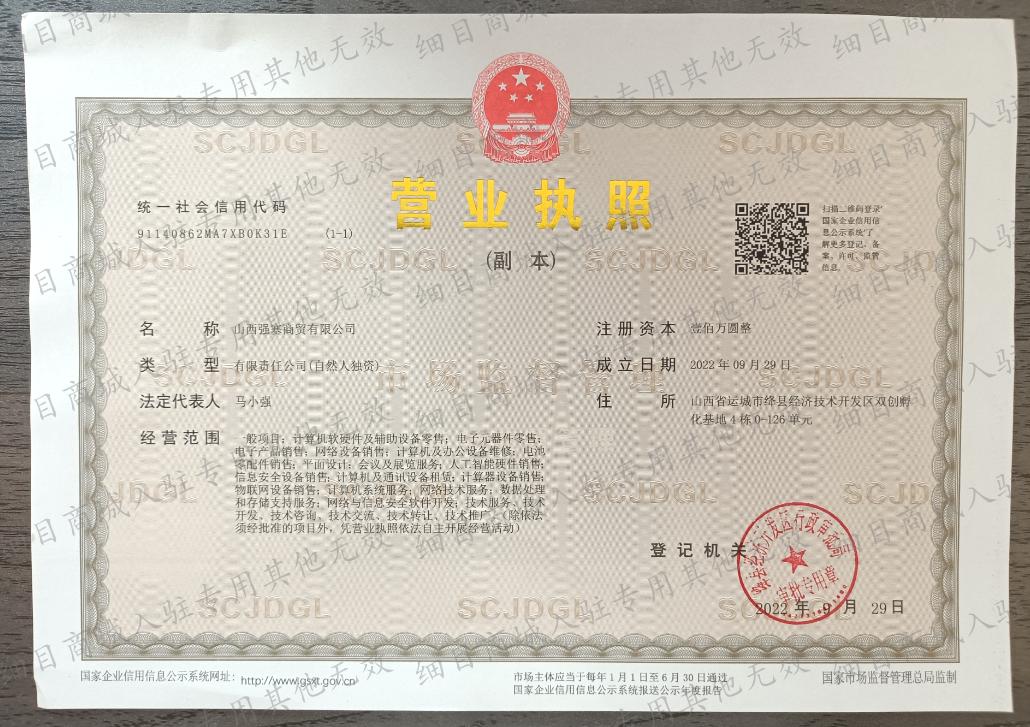 营业执照
(副 本)
统一社会信用代码
91140862MA7XB0K31E (1-1)
扫描二维码登录‘
国家企业信用信
息公示系统’了
解更多登记、备
案、许可、监管
信息。
名 称 山西强塞商贸有限公司
类 型 有限责任公司(自然人独资)
法定代表人 马小强
经营范围 一般项目：计算机软硬件及辅助设备零售；电子元器件零售；
电子产品销售；网络设备销售；计算机及办公设备维修；电池
零配件销售；平面设计；会议及展览服务；人工智能硬件销售；
信息安全设备销售；计算机及通讯设备租赁；计算器设备销售；
物联网设备销售；计算机系统服务；网络技术服务；数据处理
和存储支持服务；网络与信息安全软件开发；技术服务、技术
开发、技术咨询、技术交流、技术转让、技术推广。（除依法
须经批准的项目外，凭营业执照依法自主开展经营活动）
注册资本 壹佰万圆整
成立日期 2022年09月29日
住 所 山西省运城市绛县经济技术开发区双创孵
化基地4栋0-126单元
登记机关
审批专用章
2022年 9月 29日
国家企业信用信息公示系统网址：http://www.gsxt.gov.cn
市场主体应当于每年1月1日至6月30日通过
国家企业信用信息公示系统报送公示年度报告
国家市场监督管理总局监制
SCJDGL
市场监督管理
细目商城入驻专用其他无效